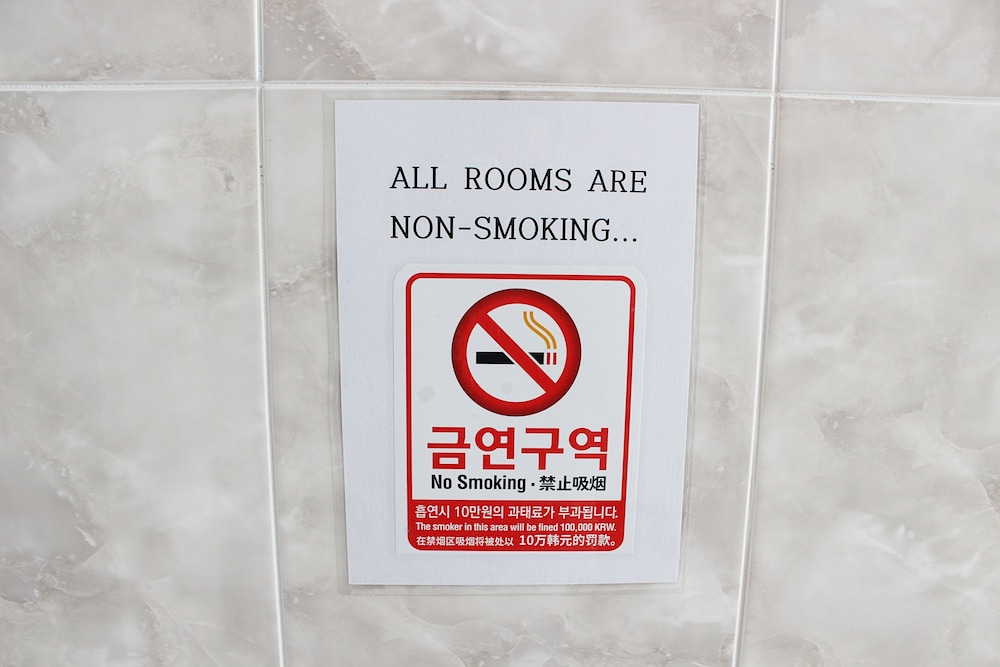 ALL ROOMS ARE
NON-SMOKING...
금연구역
No Smoking · 禁止吸烟
흡연시 10만원의 과태료가 부과됩니다.
The smoker in this area will be fined 100,000 KRW.
在禁烟区吸烟将被处以 10万韩元的罚款。